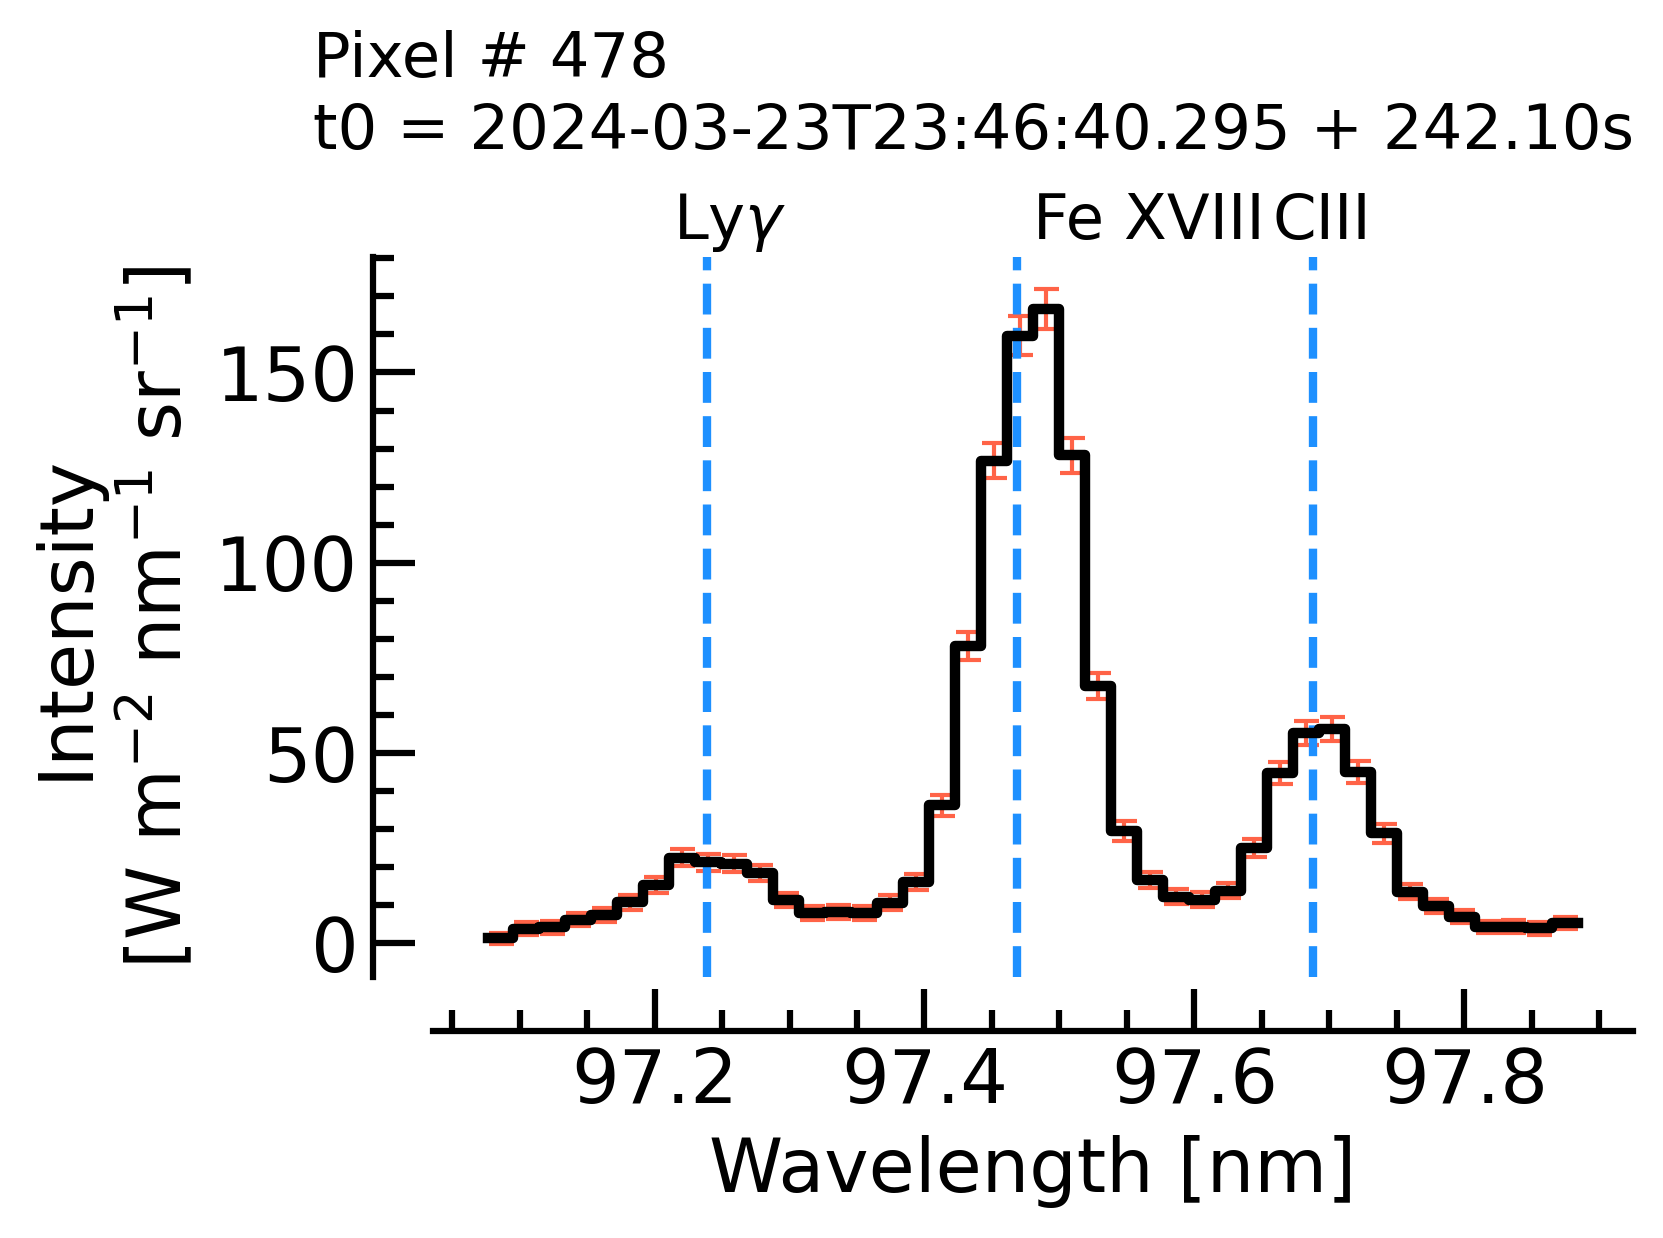 Pixel # 478
t0 = 2024-03-23T23:46:40.295 + 242.10s
Lyγ Fe XVIII CIII
Intensity
[W m⁻² nm⁻¹ sr⁻¹]
150
100
50
0
97.2 97.4 97.6 97.8
Wavelength [nm]